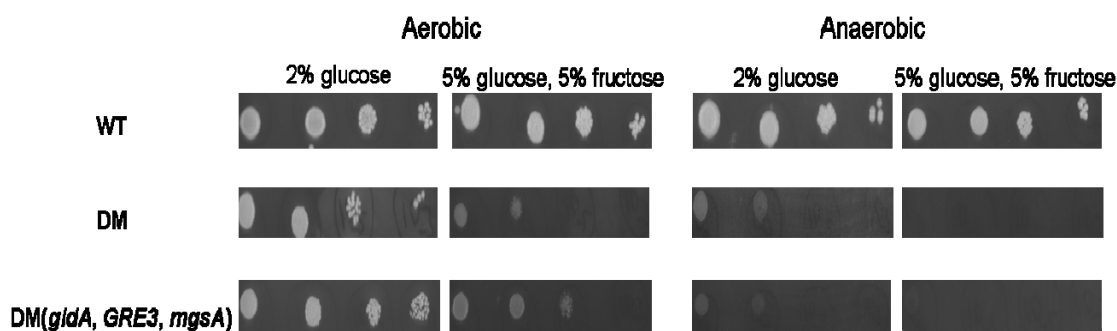 Aerobic Anaerobic
2% glucose 5% glucose, 5% fructose 2% glucose 5% glucose, 5% fructose
WT
DM
DM(gldA, GRE3, mgsA)